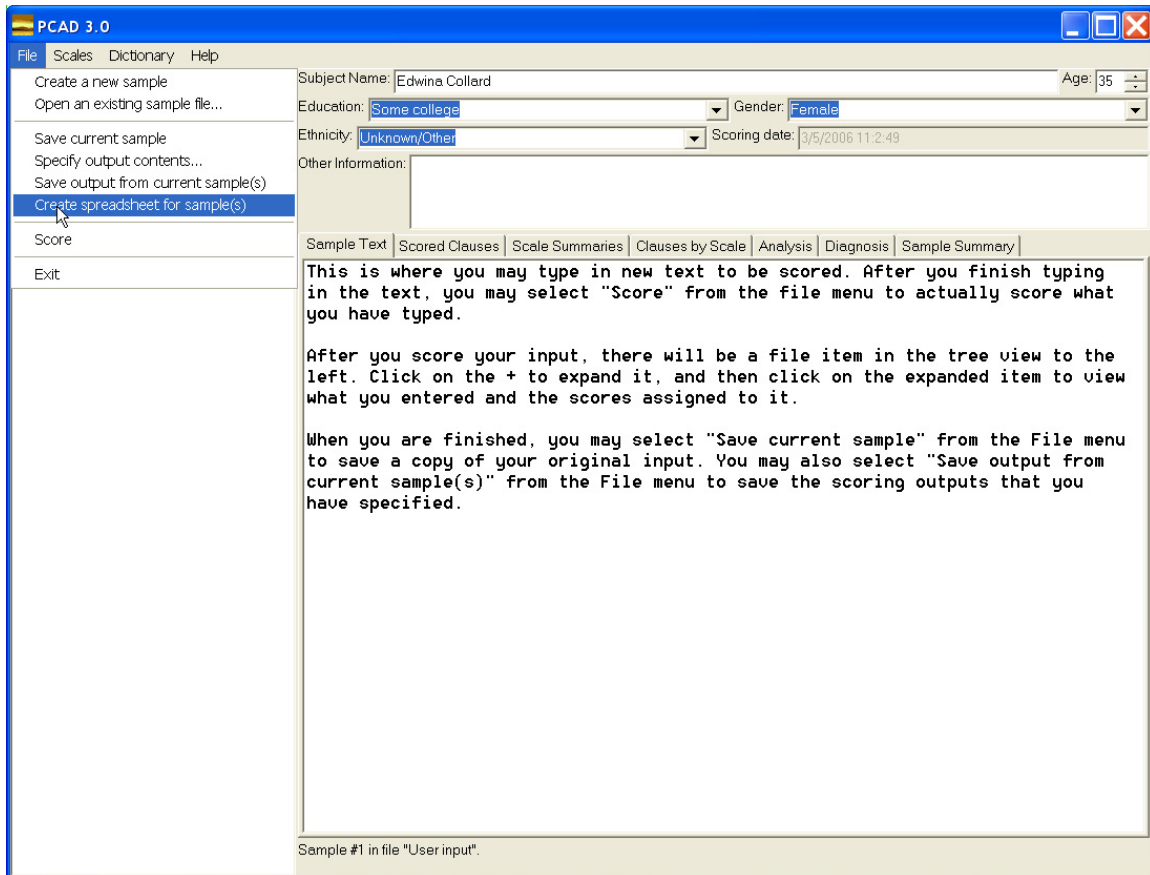 PCAD 3.0
File Scales Dictionary Help
Create a new sample
Open an existing sample file...
Save current sample
Specify output contents...
Save output from current sample(s)
Create spreadsheet for sample(s)
Score
Exit
Subject Name: Edwina Collard Age: 35
Education: Some college Gender: Female
Ethnicity: Unknown/Other Scoring date: 3/5/2006 11:2:49
Other Information:
Sample Text Scored Clauses Scale Summaries Clauses by Scale Analysis Diagnosis Sample Summary
This is where you may type in new text to be scored. After you finish typing
in the text, you may select "Score" from the file menu to actually score what
you have typed.
After you score your input, there will be a file item in the tree view to the
left. Click on the + to expand it, and then click on the expanded item to view
what you entered and the scores assigned to it.
When you are finished, you may select "Save current sample" from the File menu
to save a copy of your original input. You may also select "Save output from
current sample(s)" from the File menu to save the scoring outputs that you
have specified.
Sample #1 in file "User input".